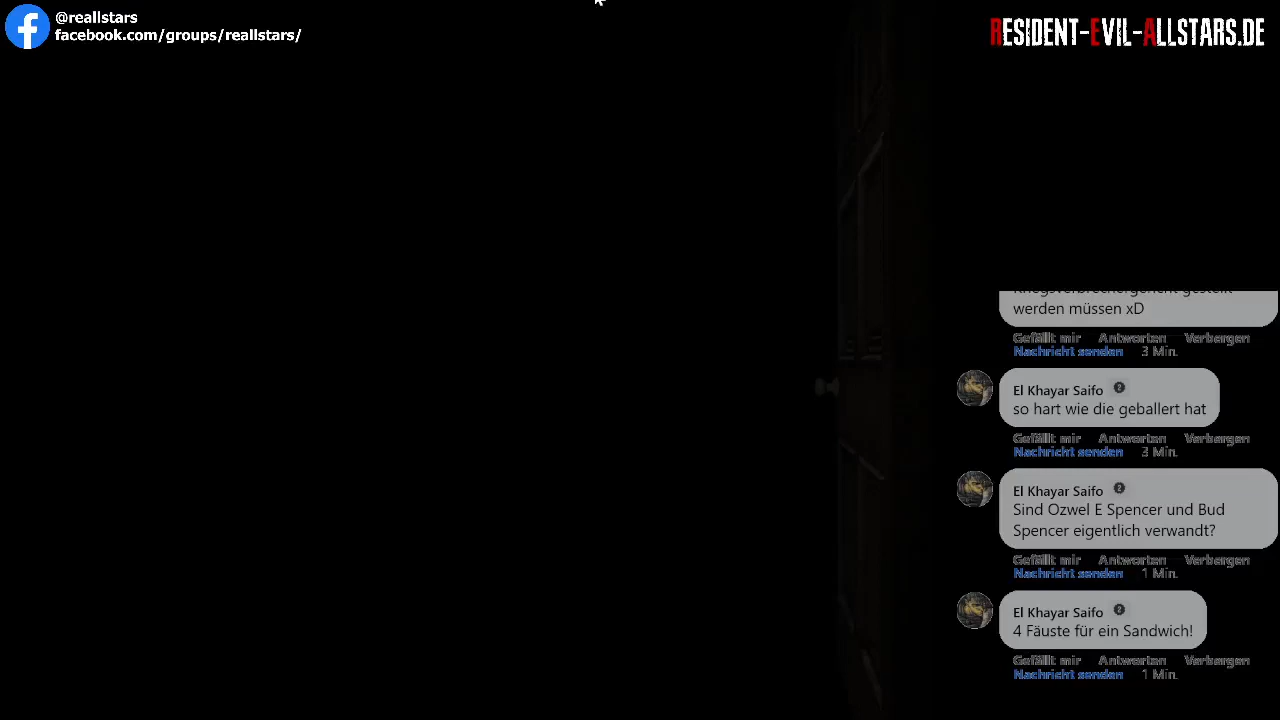 @reallstars
facebook.com/groups/reallstars/
RESIDENT-EVIL-ALLSTARS.DE
werden müssen xD
Gefällt mir Antworten Verbergen
Nachricht senden 3 Min.
El Khayar Saifo
so hart wie die geballert hat
Gefällt mir Antworten Verbergen
Nachricht senden 3 Min.
El Khayar Saifo
Sind Ozwel E Spencer und Bud
Spencer eigentlich verwandt?
Gefällt mir Antworten Verbergen
Nachricht senden 1 Min.
El Khayar Saifo
4 Fäuste für ein Sandwich!
Gefällt mir Antworten Verbergen
Nachricht senden 1 Min.